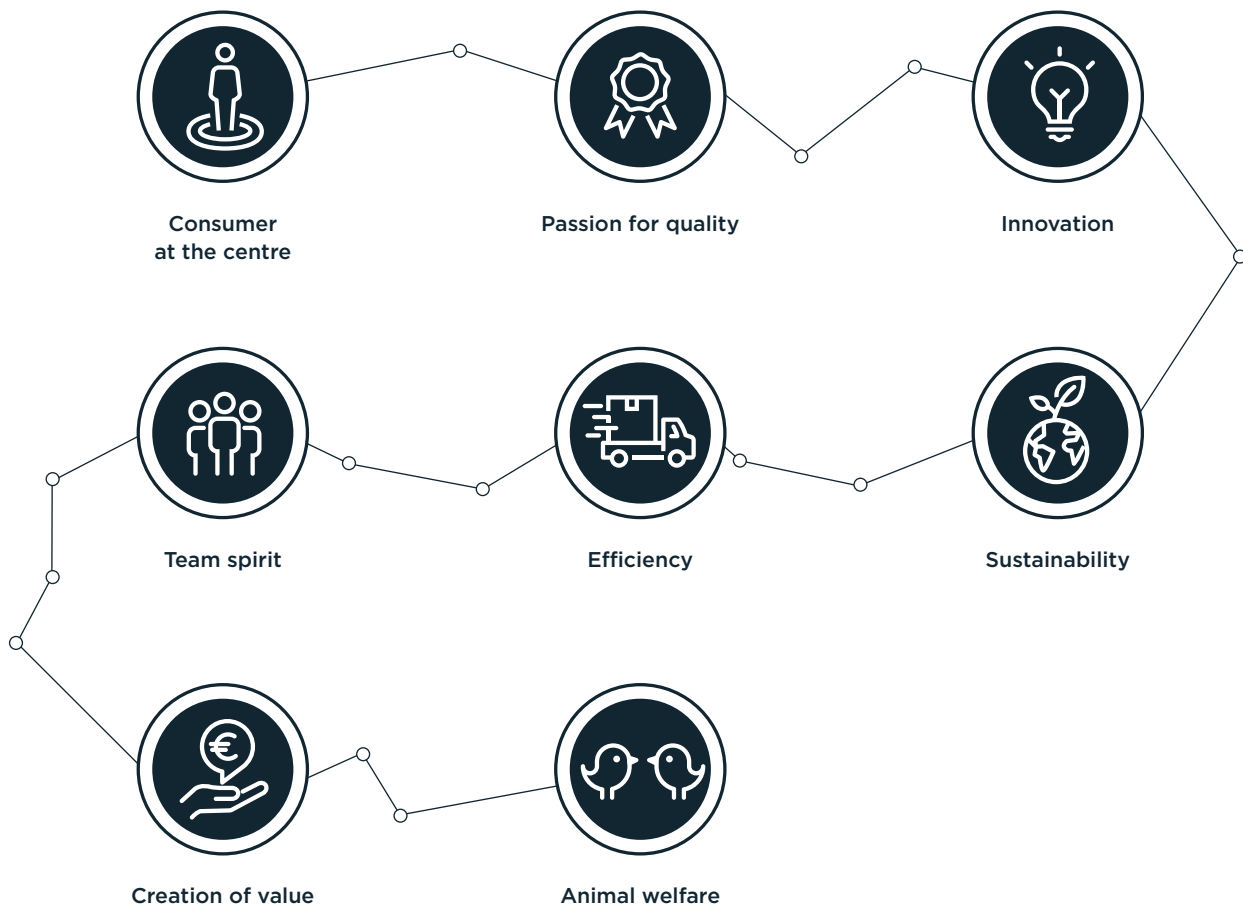 Consumer
at the centre
Passion for quality
Innovation
Team spirit
Efficiency
Sustainability
€
Creation of value
Animal welfare